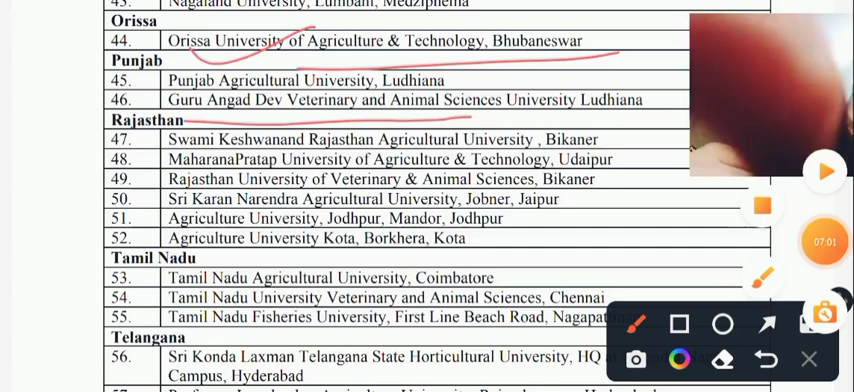 43. Nagaland University, Lumbani, Medziphema
Orissa
44. Orissa University of Agriculture & Technology, Bhubaneswar
Punjab
45. Punjab Agricultural University, Ludhiana
46. Guru Angad Dev Veterinary and Animal Sciences University Ludhiana
Rajasthan
47. Swami Keshwanand Rajasthan Agricultural University , Bikaner
48. MaharanaPratap University of Agriculture & Technology, Udaipur
49. Rajasthan University of Veterinary & Animal Sciences, Bikaner
50. Sri Karan Narendra Agricultural University, Jobner, Jaipur
51. Agriculture University, Jodhpur, Mandor, Jodhpur
52. Agriculture University Kota, Borkhera, Kota
Tamil Nadu
53. Tamil Nadu Agricultural University, Coimbatore
54. Tamil Nadu University Veterinary and Animal Sciences, Chennai
55. Tamil Nadu Fisheries University, First Line Beach Road,
Telangana
56. Sri Konda Laxman Telangana State Horticultural University, HQ
Campus, Hyderabad
07:01